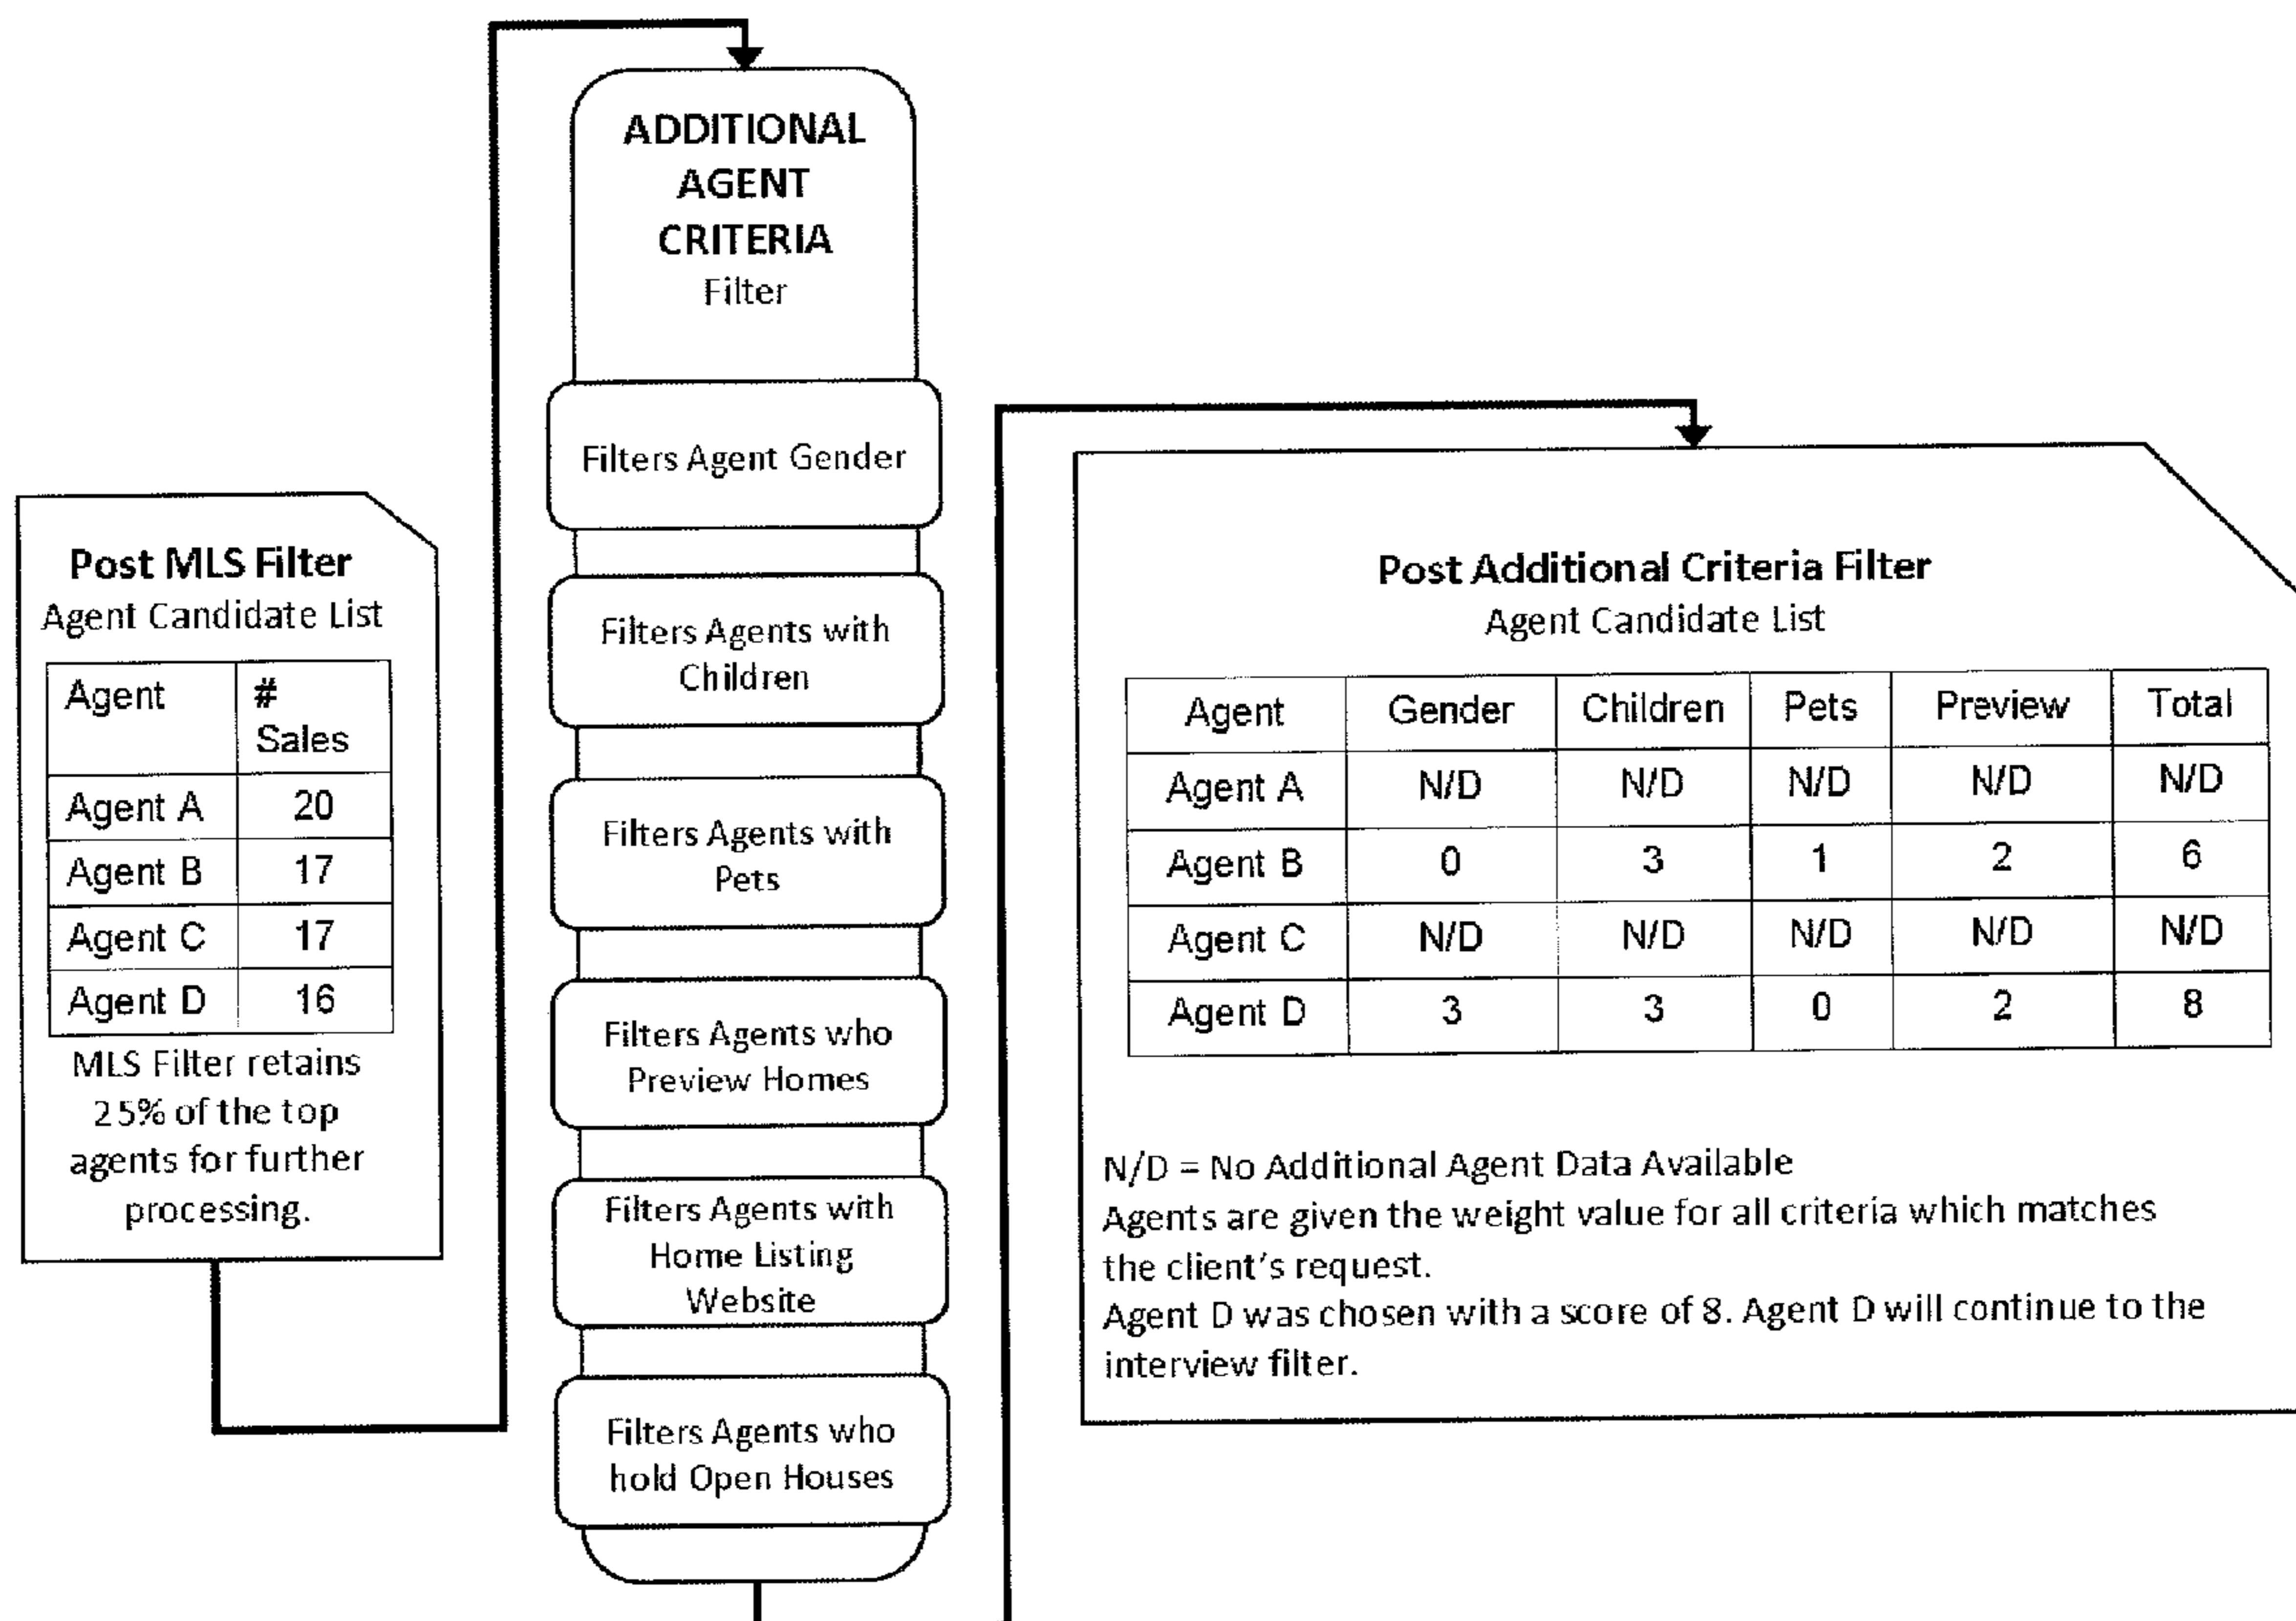 Post MLS Filter
Agent Candidate List
Agent # Sales
Agent A 20
Agent B 17
Agent C 17
Agent D 16
MLS Filter retains
25% of the top
agents for further
processing.
ADDITIONAL
AGENT
CRITERIA
Filter
Filters Agent Gender
Filters Agents with
Children
Filters Agents with
Pets
Filters Agents who
Preview Homes
Filters Agents with
Home Listing
Website
Filters Agents who
hold Open Houses
Post Additional Criteria Filter
Agent Candidate List
Agent Gender Children Pets Preview Total
Agent A N/D N/D N/D N/D N/D
Agent B 0 3 1 2 6
Agent C N/D N/D N/D N/D N/D
Agent D 3 3 0 2 8
N/D = No Additional Agent Data Available
Agents are given the weight value for all criteria which matches
the client's request.
Agent D was chosen with a score of 8. Agent D will continue to the
interview filter.